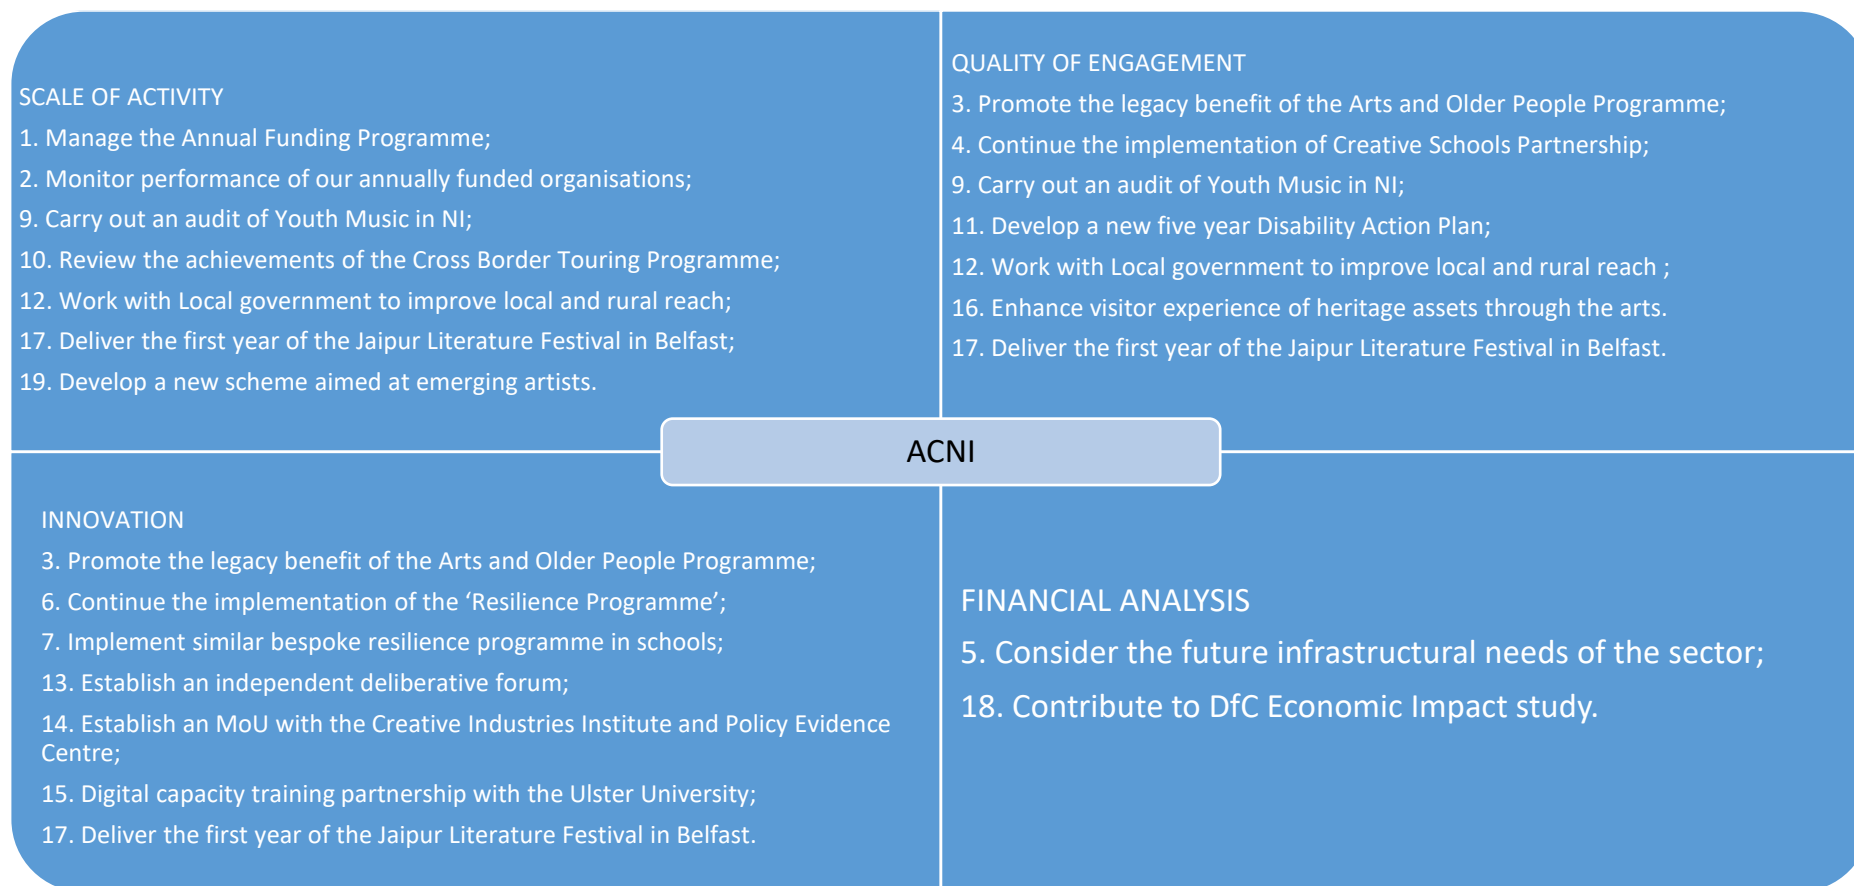 SCALE OF ACTIVITY
1. Manage the Annual Funding Programme;
2. Monitor performance of our annually funded organisations;
9. Carry out an audit of Youth Music in NI;
10. Review the achievements of the Cross Border Touring Programme;
12. Work with Local government to improve local and rural reach;
17. Deliver the first year of the Jaipur Literature Festival in Belfast;
19. Develop a new scheme aimed at emerging artists.
QUALITY OF ENGAGEMENT
3. Promote the legacy benefit of the Arts and Older People Programme;
4. Continue the implementation of Creative Schools Partnership;
9. Carry out an audit of Youth Music in NI;
11. Develop a new five year Disability Action Plan;
12. Work with Local government to improve local and rural reach ;
16. Enhance visitor experience of heritage assets through the arts.
17. Deliver the first year of the Jaipur Literature Festival in Belfast.
ACNI
INNOVATION
3. Promote the legacy benefit of the Arts and Older People Programme;
6. Continue the implementation of the ‘Resilience Programme’;
7. Implement similar bespoke resilience programme in schools;
13. Establish an independent deliberative forum;
14. Establish an MoU with the Creative Industries Institute and Policy Evidence
Centre;
15. Digital capacity training partnership with the Ulster University;
17. Deliver the first year of the Jaipur Literature Festival in Belfast.
FINANCIAL ANALYSIS
5. Consider the future infrastructural needs of the sector;
18. Contribute to DfC Economic Impact study.